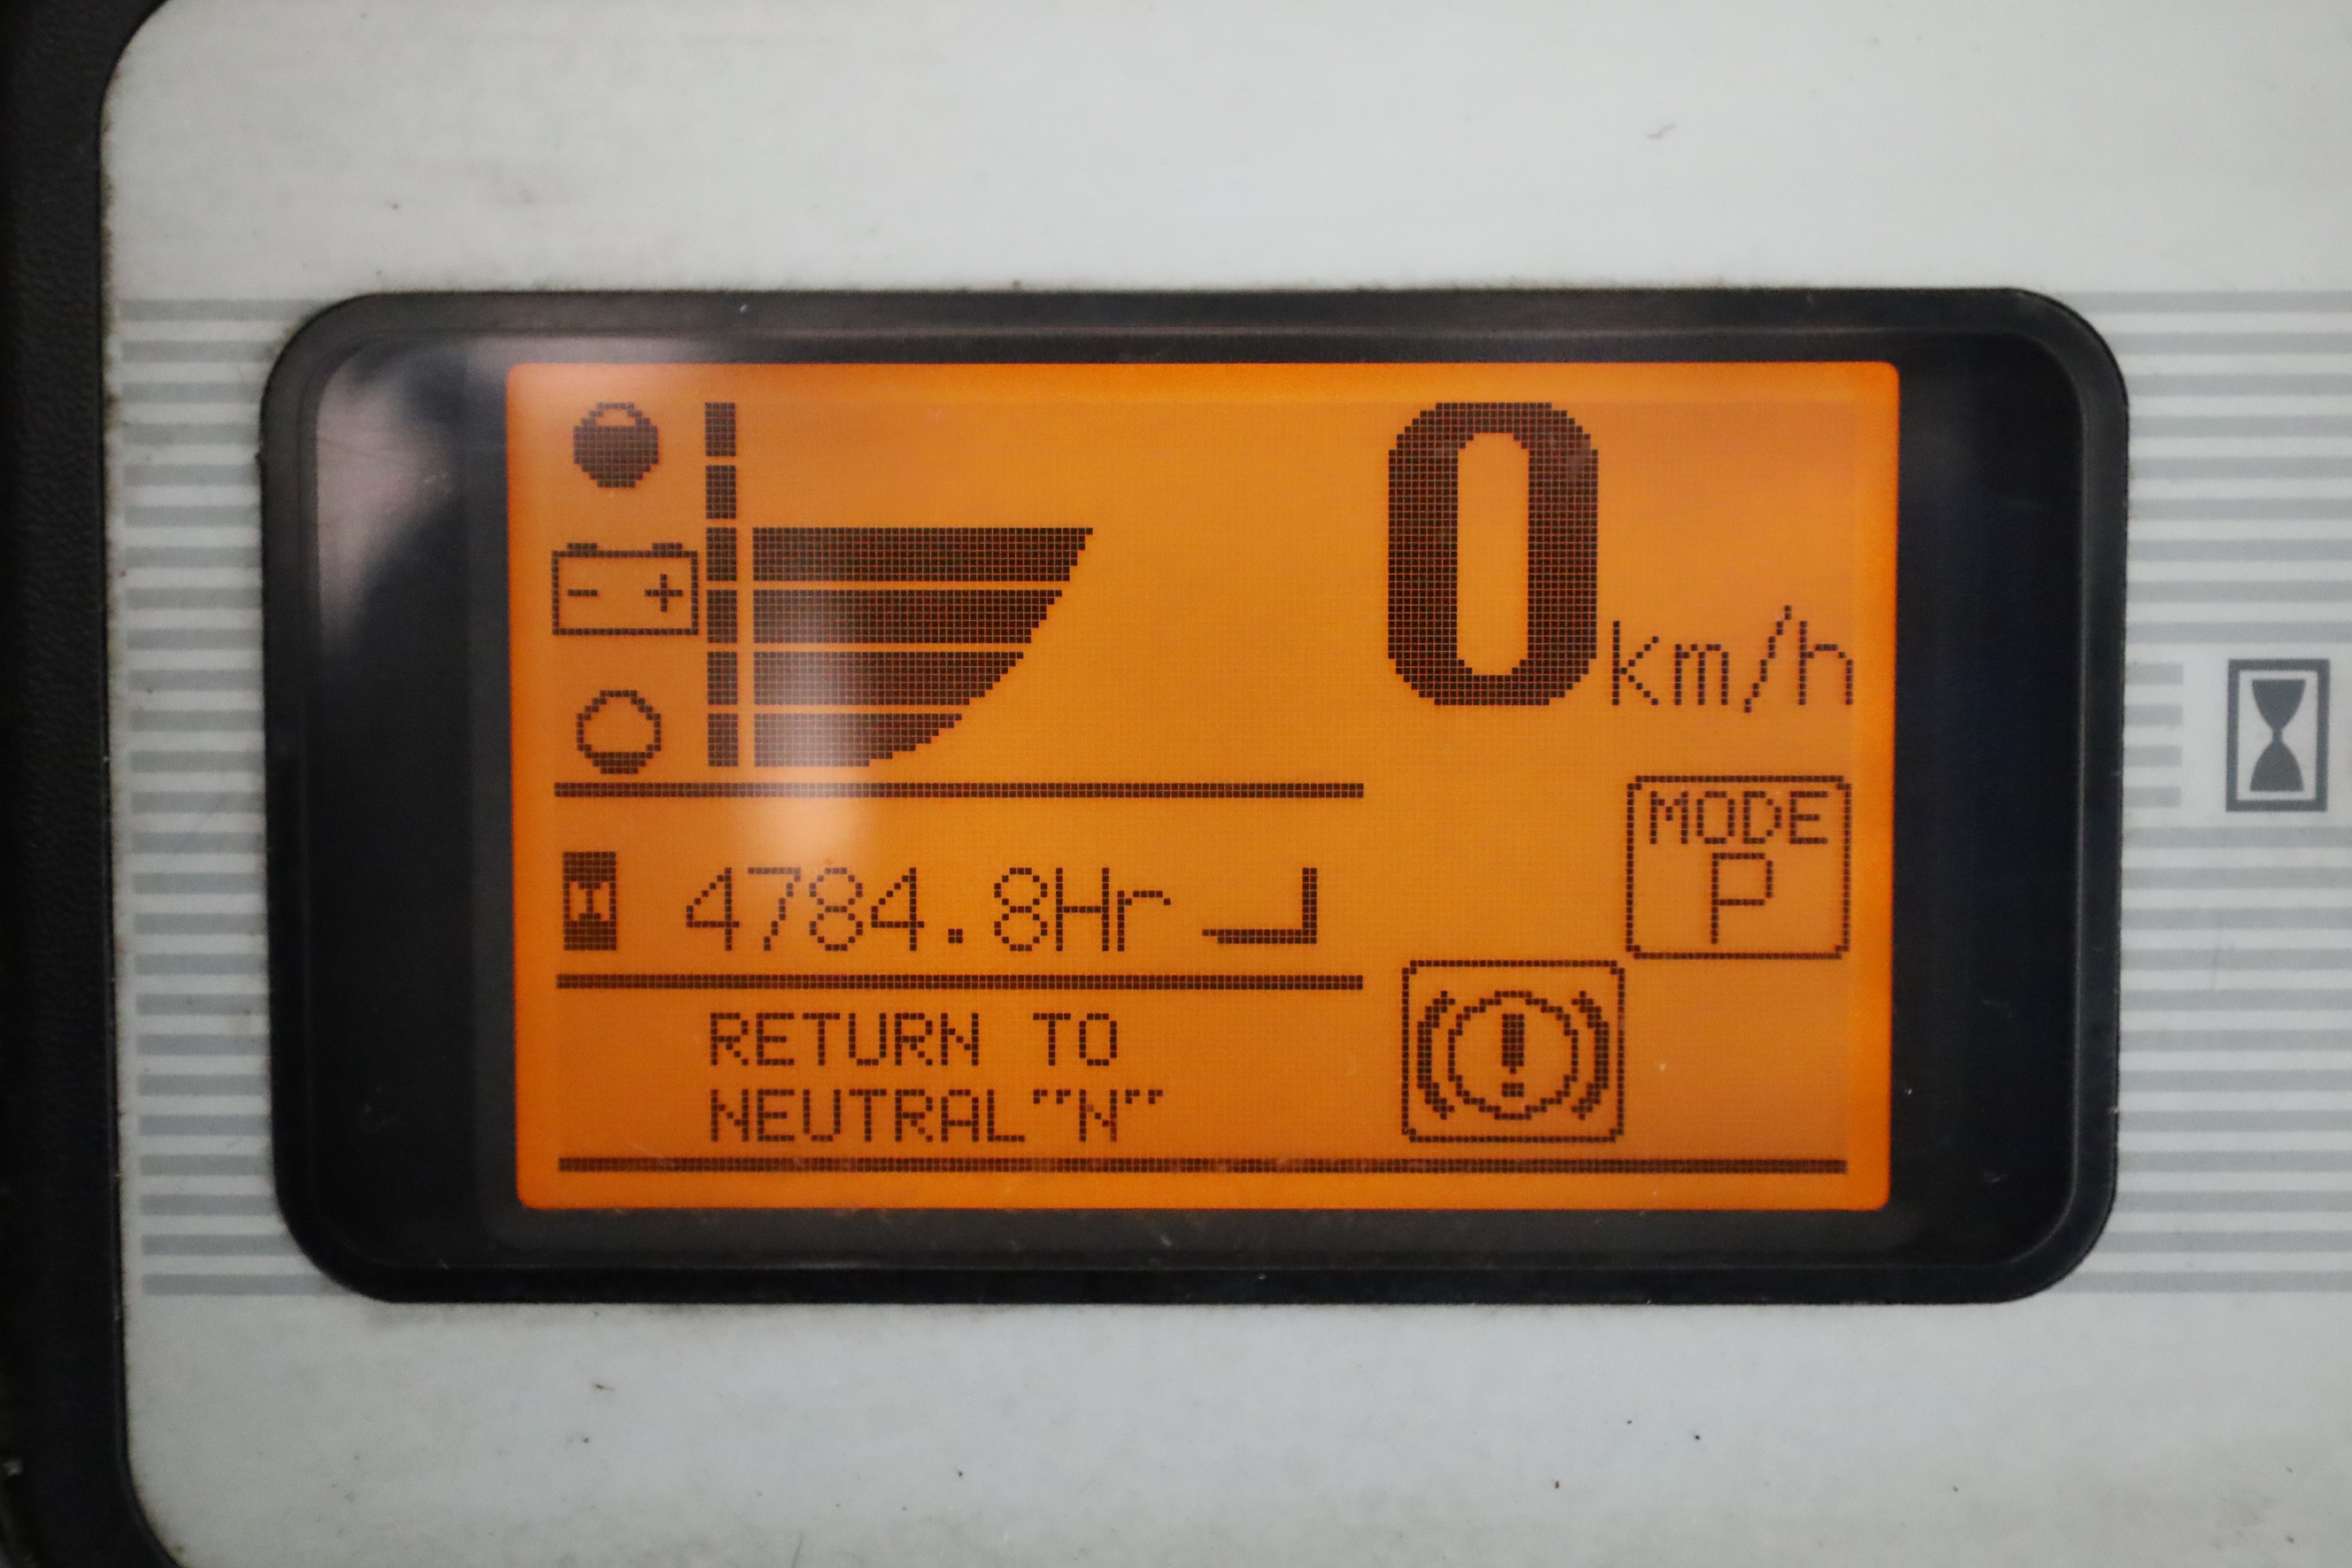 0 km/h
- +
MODE
P
4784.8Hr
RETURN TO
NEUTRAL"N"